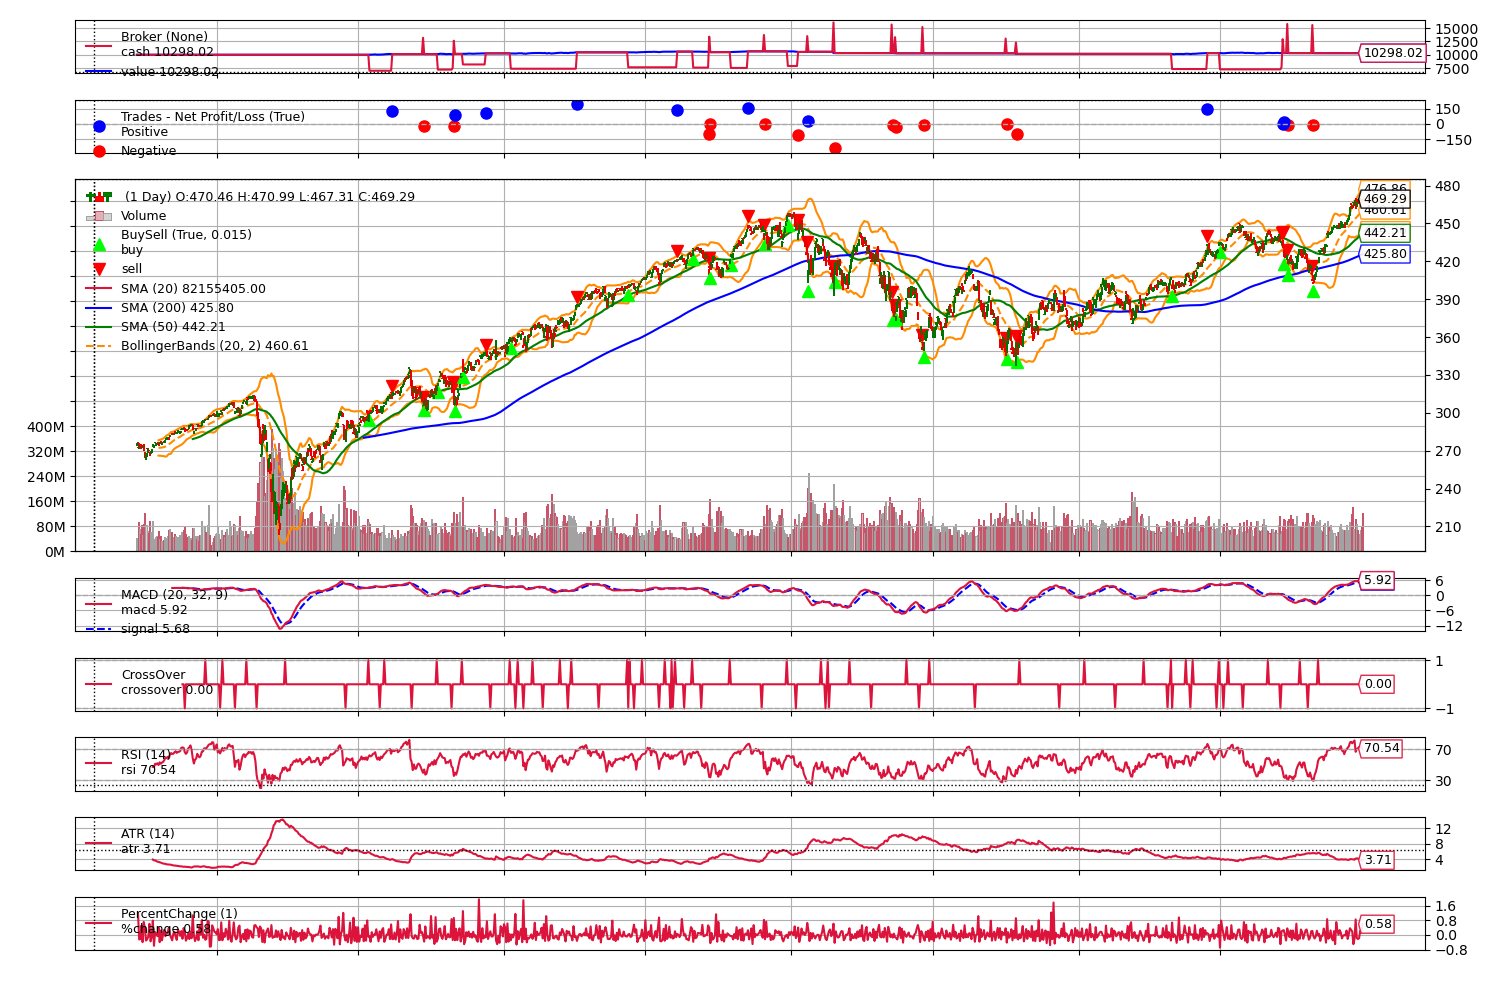 Broker (None)
cash 10298.02
value 10298.02
15000
12500
10000
7500
10298.02
Trades - Net Profit/Loss (True)
Positive
Negative
150
0
−150
(1 Day) O:470.46 H:470.99 L:467.31 C:469.29
Volume
BuySell (True, 0.015)
buy
sell
SMA (20) 82155405.00
SMA (200) 425.80
SMA (50) 442.21
BollingerBands (20, 2) 460.61
400M
320M
240M
160M
80M
0M
480
450
420
390
360
330
300
270
240
210
476.86
469.29
460.61
442.21
425.80
MACD (20, 32, 9)
macd 5.92
signal 5.68
6
0
−6
−12
5.92
CrossOver
crossover 0.00
1
−1
0.00
RSI (14)
rsi 70.54
70
30
70.54
ATR (14)
atr 3.71
12
8
4
3.71
PercentChange (1)
%change 0.58
1.6
0.8
0.0
−0.8
0.58